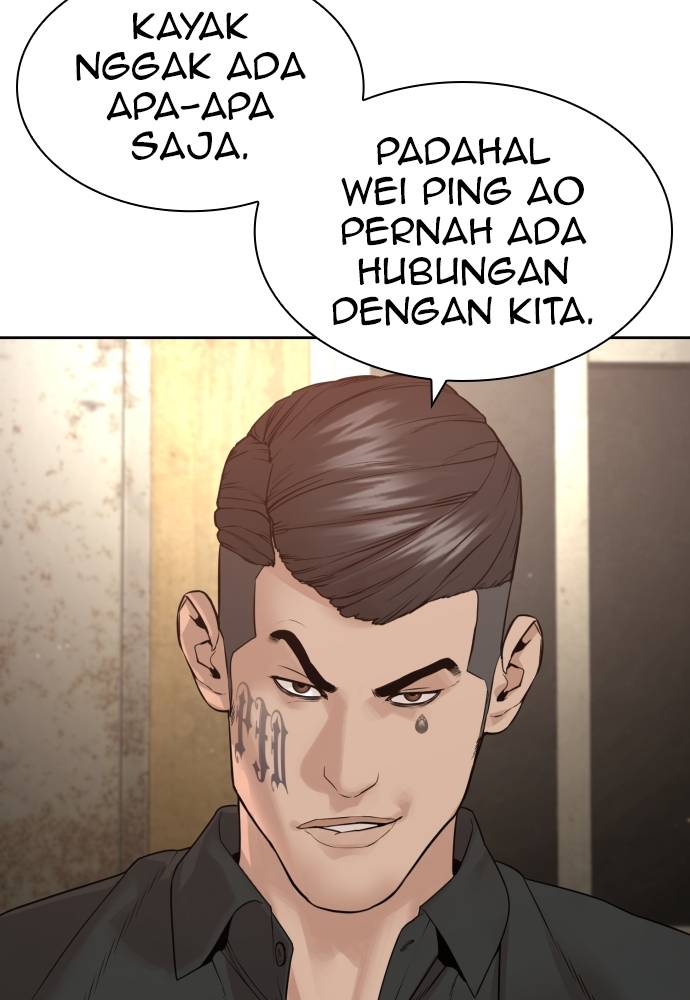 KAYAK
NGGAK ADA
APA-APA
SAJA.
PADAHAL
WEI PING AO
PERNAH ADA
HUBUNGAN
DENGAN KITA.